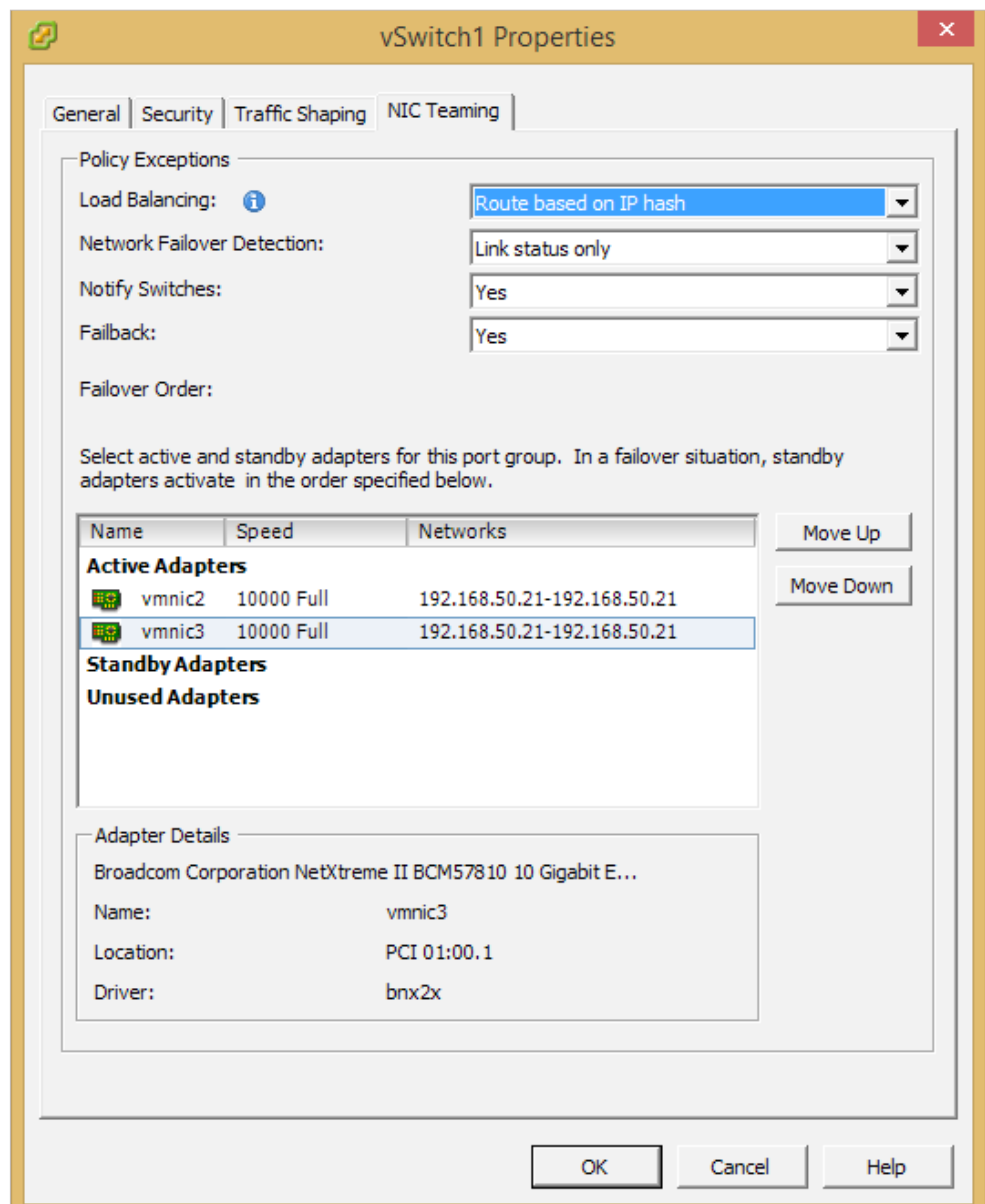 vSwitch1 Properties
General Security Traffic Shaping NIC Teaming
Policy Exceptions
Load Balancing: Route based on IP hash
Network Failover Detection: Link status only
Notify Switches: Yes
Failback: Yes
Failover Order:
Select active and standby adapters for this port group. In a failover situation, standby
adapters activate in the order specified below.
Name Speed Networks
Move Up
Active Adapters
vmnic2 10000 Full 192.168.50.21-192.168.50.21
Move Down
vmnic3 10000 Full 192.168.50.21-192.168.50.21
Standby Adapters
Unused Adapters
Adapter Details
Broadcom Corporation NetXtreme II BCM57810 10 Gigabit E...
Name: vmnic3
Location: PCI 01:00.1
Driver: bnx2x
OK Cancel Help